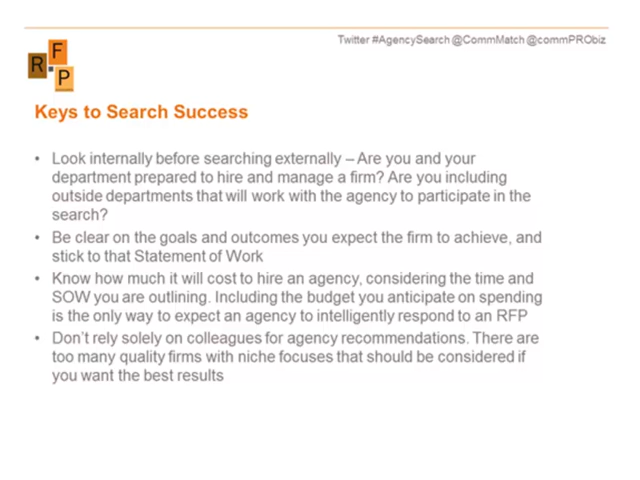 Twitter #AgencySearch @CommMatch @commPRObiz
R
F
P
Keys to Search Success
• Look internally before searching externally – Are you and your
department prepared to hire and manage a firm? Are you including
outside departments that will work with the agency to participate in the
search?
• Be clear on the goals and outcomes you expect the firm to achieve, and
stick to that Statement of Work
• Know how much it will cost to hire an agency, considering the time and
SOW you are outlining. Including the budget you anticipate on spending
is the only way to expect an agency to intelligently respond to an RFP
• Don’t rely solely on colleagues for agency recommendations. There are
too many quality firms with niche focuses that should be considered if
you want the best results